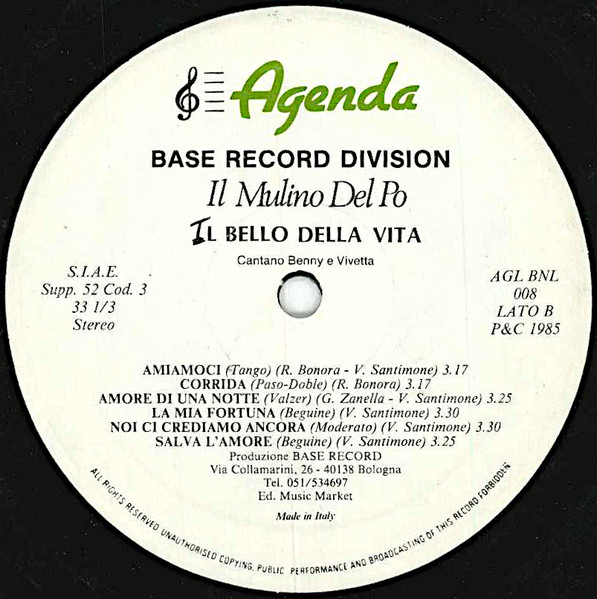 Agenda
BASE RECORD DIVISION
Il Mulino Del Po
IL BELLO DELLA VITA
Cantano Benny e Vivetta
S.I.A.E.
Supp. 52 Cod. 3
33 1/3
Stereo
AGL BNL
008
LATO B
P&C 1985
AMIAMOCI (Tango) (R. Bonora - V. Santimone) 3.17
CORRIDA (Paso-Doble) (R. Bonora) 3.17
AMORE DI UNA NOTTE (Valzer) (G. Zanella - V. Santimone) 3.25
LA MIA FORTUNA (Beguine) (V. Santimone) 3.30
NOI CI CREDIAMO ANCORA (Moderato) (V. Santimone) 3.30
SALVA L'AMORE (Beguine) (V. Santimone) 3.25
Produzione BASE RECORD
Via Collamarini, 26 - 40138 Bologna
Tel. 051/534697
Ed. Music Market
Made in Italy
ALL RIGHTS RESERVED UNAUTHORISED COPYING, PUBLIC PERFORMANCE AND BROADCASTING OF THIS RECORD FORBIDDEN